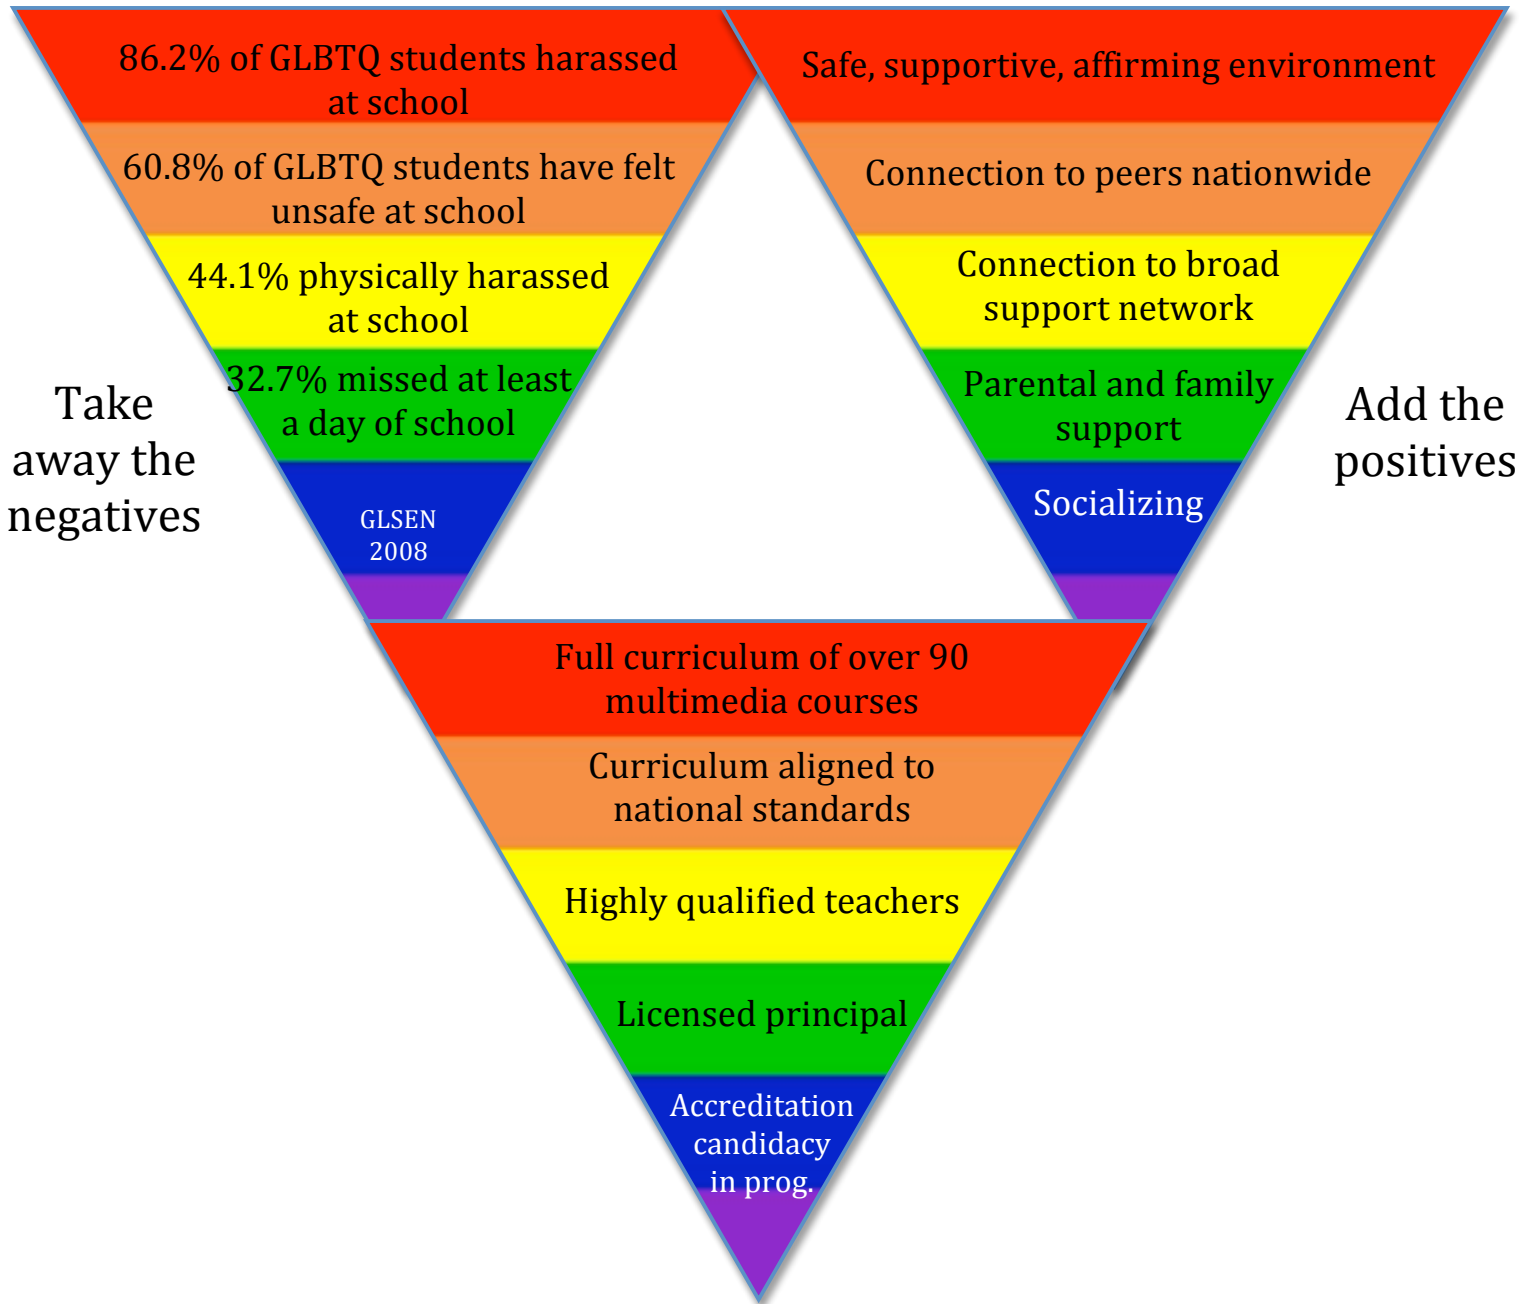 86.2% of GLBTQ students harassed
at school
60.8% of GLBTQ students have felt
unsafe at school
44.1% physically harassed
at school
32.7% missed at least
a day of school
GLSEN
2008
Take
away the
negatives
Safe, supportive, affirming environment
Connection to peers nationwide
Connection to broad
support network
Parental and family
support
Socializing
Add the
positives
Full curriculum of over 90
multimedia courses
Curriculum aligned to
national standards
Highly qualified teachers
Licensed principal
Accreditation
candidacy
in prog.